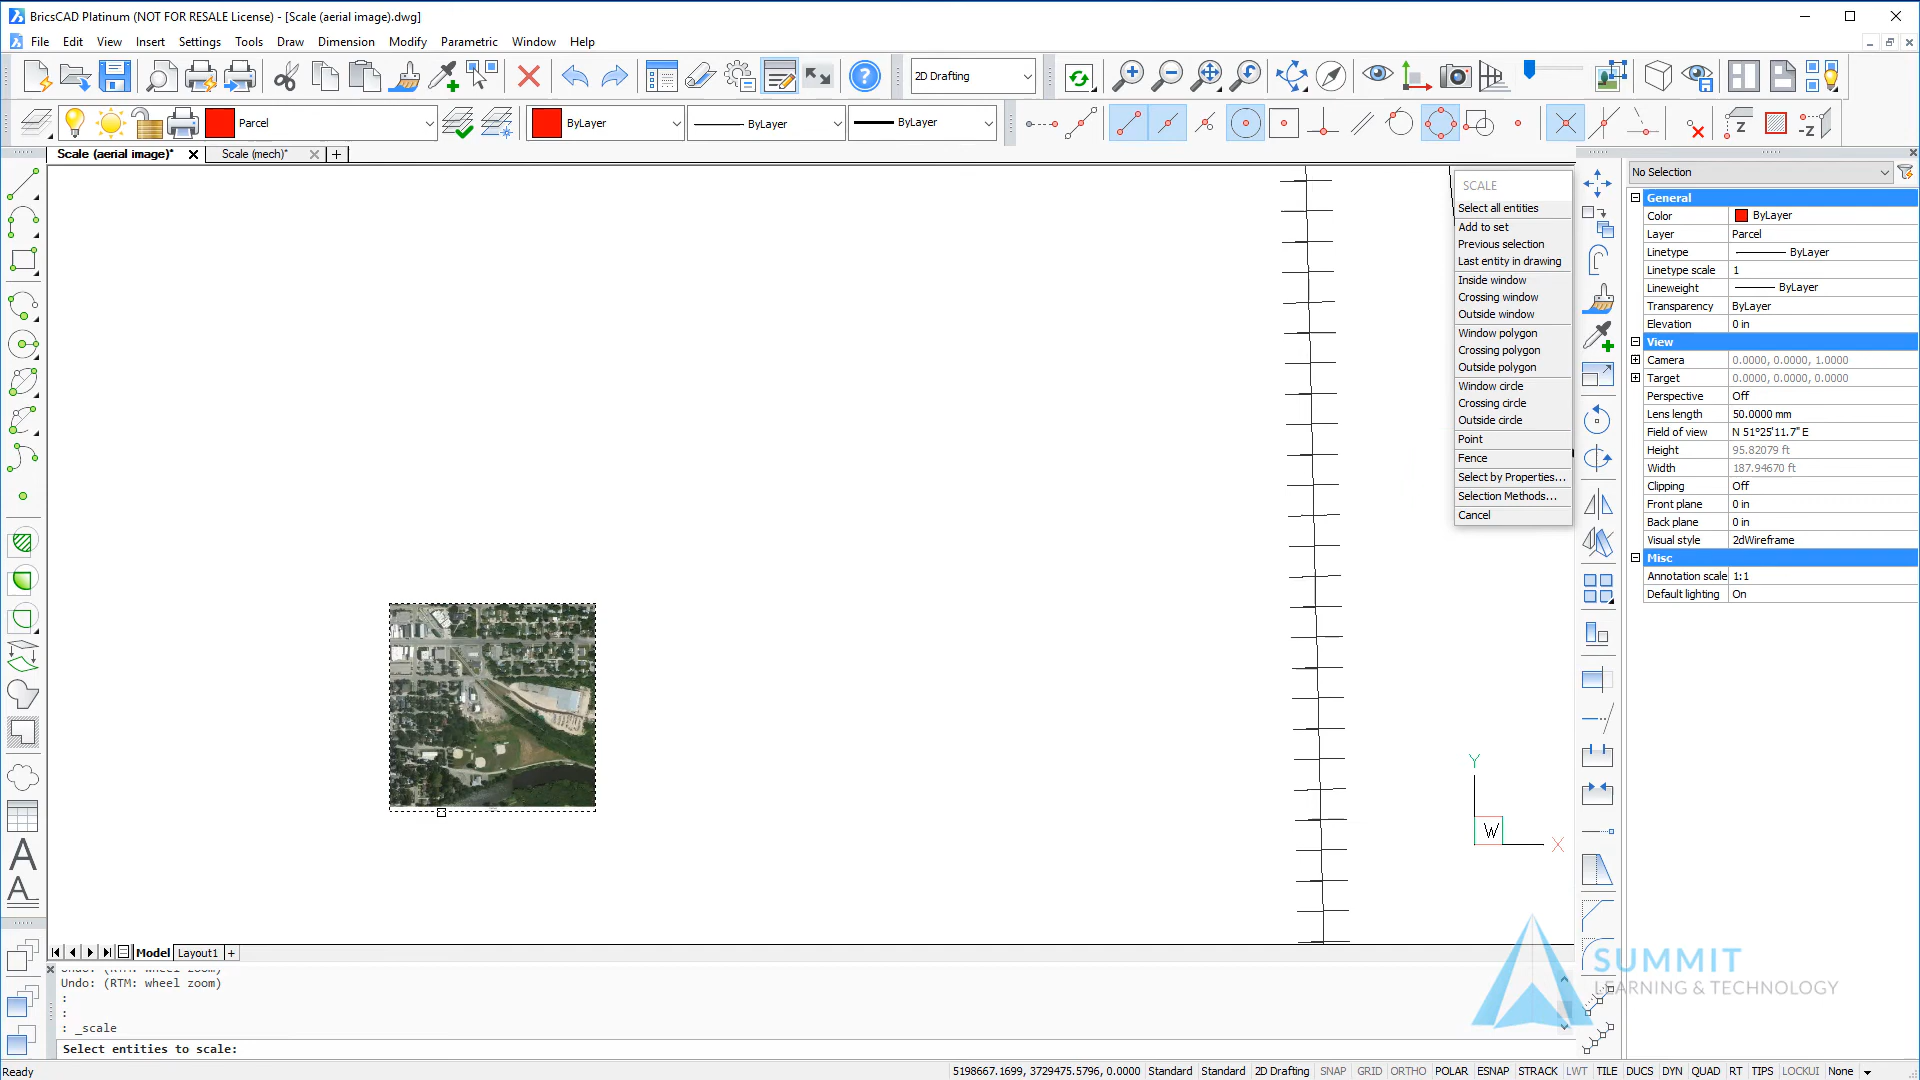 BricsCAD Platinum (NOT FOR RESALE License) - [Scale (aerial image).dwg]
File Edit View Insert Settings Tools Draw Dimension Modify Parametric Window Help
2D Drafting
Parcel ByLayer ByLayer ByLayer
Scale (aerial image)* Scale (mech)*
SCALE
Select all entities
Add to set
Previous selection
Last entity in drawing
Inside window
Crossing window
Outside window
Window polygon
Crossing polygon
Outside polygon
Window circle
Crossing circle
Outside circle
Point
Fence
Select by Properties...
Selection Methods...
Cancel
No Selection
General
Color ByLayer
Layer Parcel
Linetype ByLayer
Linetype scale 1
Lineweight ByLayer
Transparency ByLayer
Elevation 0 in
View
Camera 0.0000, 0.0000, 1.0000
Target 0.0000, 0.0000, 0.0000
Perspective Off
Lens length 50.0000 mm
Field of view N 51°25'11.7" E
Height 95.82079 ft
Width 187.94670 ft
Clipping Off
Front plane 0 in
Back plane 0 in
Visual style 2dWireframe
Misc
Annotation scale 1:1
Default lighting On
Y
W
X
Model Layout1
Undo: (RTM: wheel zoom)
Undo: (RTM: wheel zoom)
:
:
: _scale
Select entities to scale:
SUMMIT
LEARNING & TECHNOLOGY
Ready 5198667.1699, 3729475.5796, 0.0000 Standard Standard 2D Drafting SNAP GRID ORTHO POLAR ESNAP STRACK LWT TILE DUCS DYN QUAD RT TIPS LOCKUI None